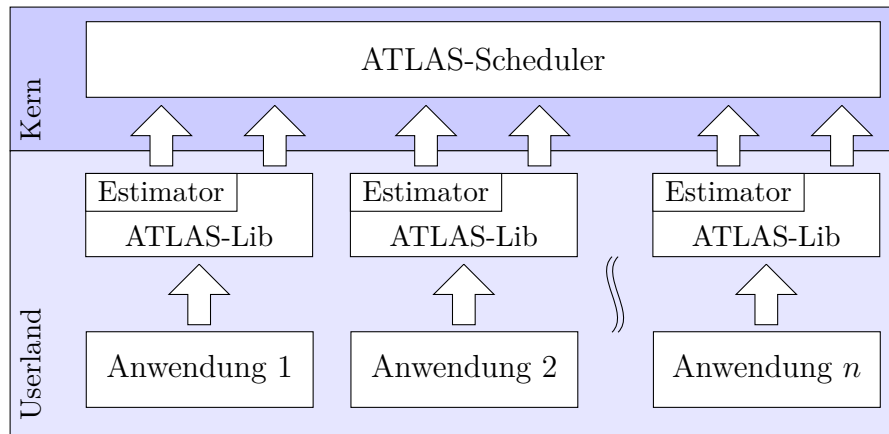 Kern
ATLAS-Scheduler
Userland
Estimator
ATLAS-Lib
Estimator
ATLAS-Lib
Estimator
ATLAS-Lib
Anwendung 1
Anwendung 2
Anwendung n